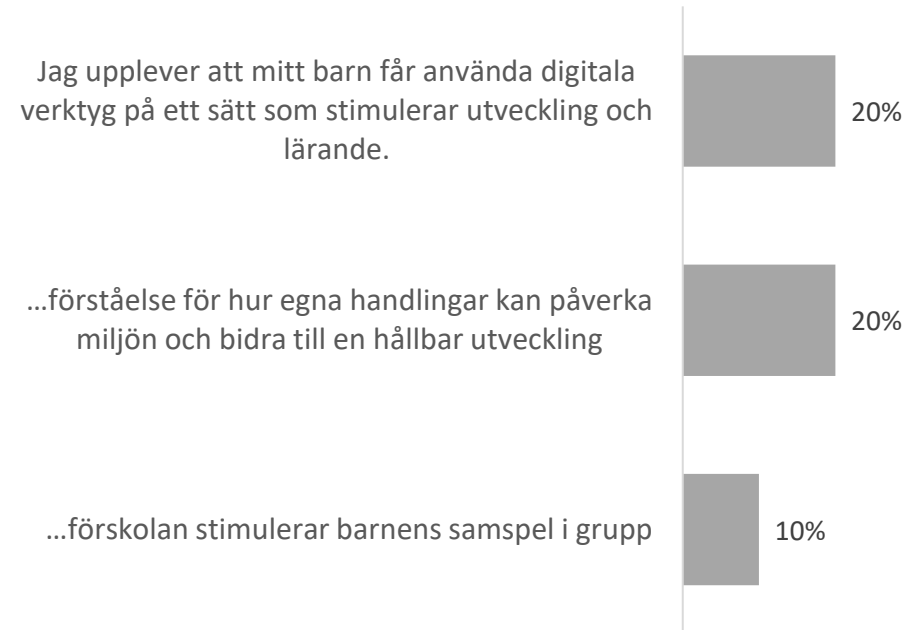 Jag upplever att mitt barn får använda digitala
verktyg på ett sätt som stimulerar utveckling och
lärande.
20%
…förståelse för hur egna handlingar kan påverka
miljön och bidra till en hållbar utveckling
20%
…förskolan stimulerar barnens samspel i grupp
10%